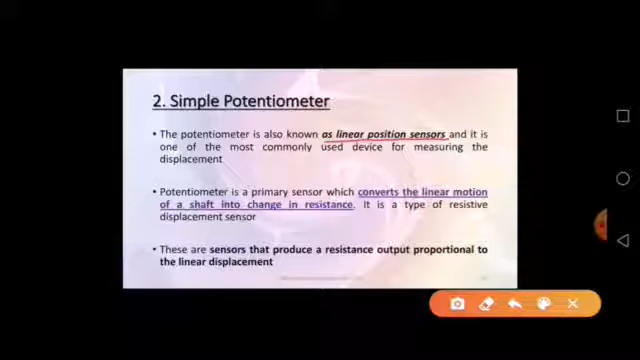 2. Simple Potentiometer
• The potentiometer is also known as linear position sensors and it is
one of the most commonly used device for measuring the
displacement
• Potentiometer is a primary sensor which converts the linear motion
of a shaft into change in resistance. It is a type of resistive
displacement sensor
• These are sensors that produce a resistance output proportional to
the linear displacement